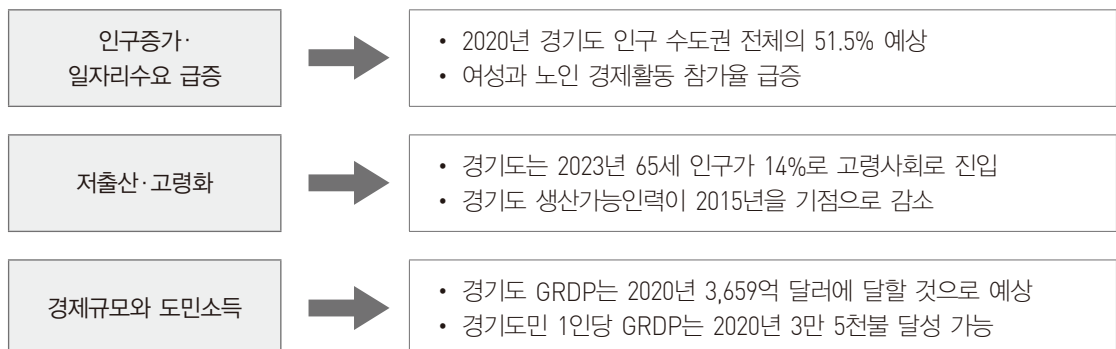 인구증가·
일자리수요 급증
• 2020년 경기도 인구 수도권 전체의 51.5% 예상
• 여성과 노인 경제활동 참가율 급증
저출산·고령화
• 경기도는 2023년 65세 인구가 14%로 고령사회로 진입
• 경기도 생산가능인력이 2015년을 기점으로 감소
경제규모와 도민소득
• 경기도 GRDP는 2020년 3,659억 달러에 달할 것으로 예상
• 경기도민 1인당 GRDP는 2020년 3만 5천불 달성 가능